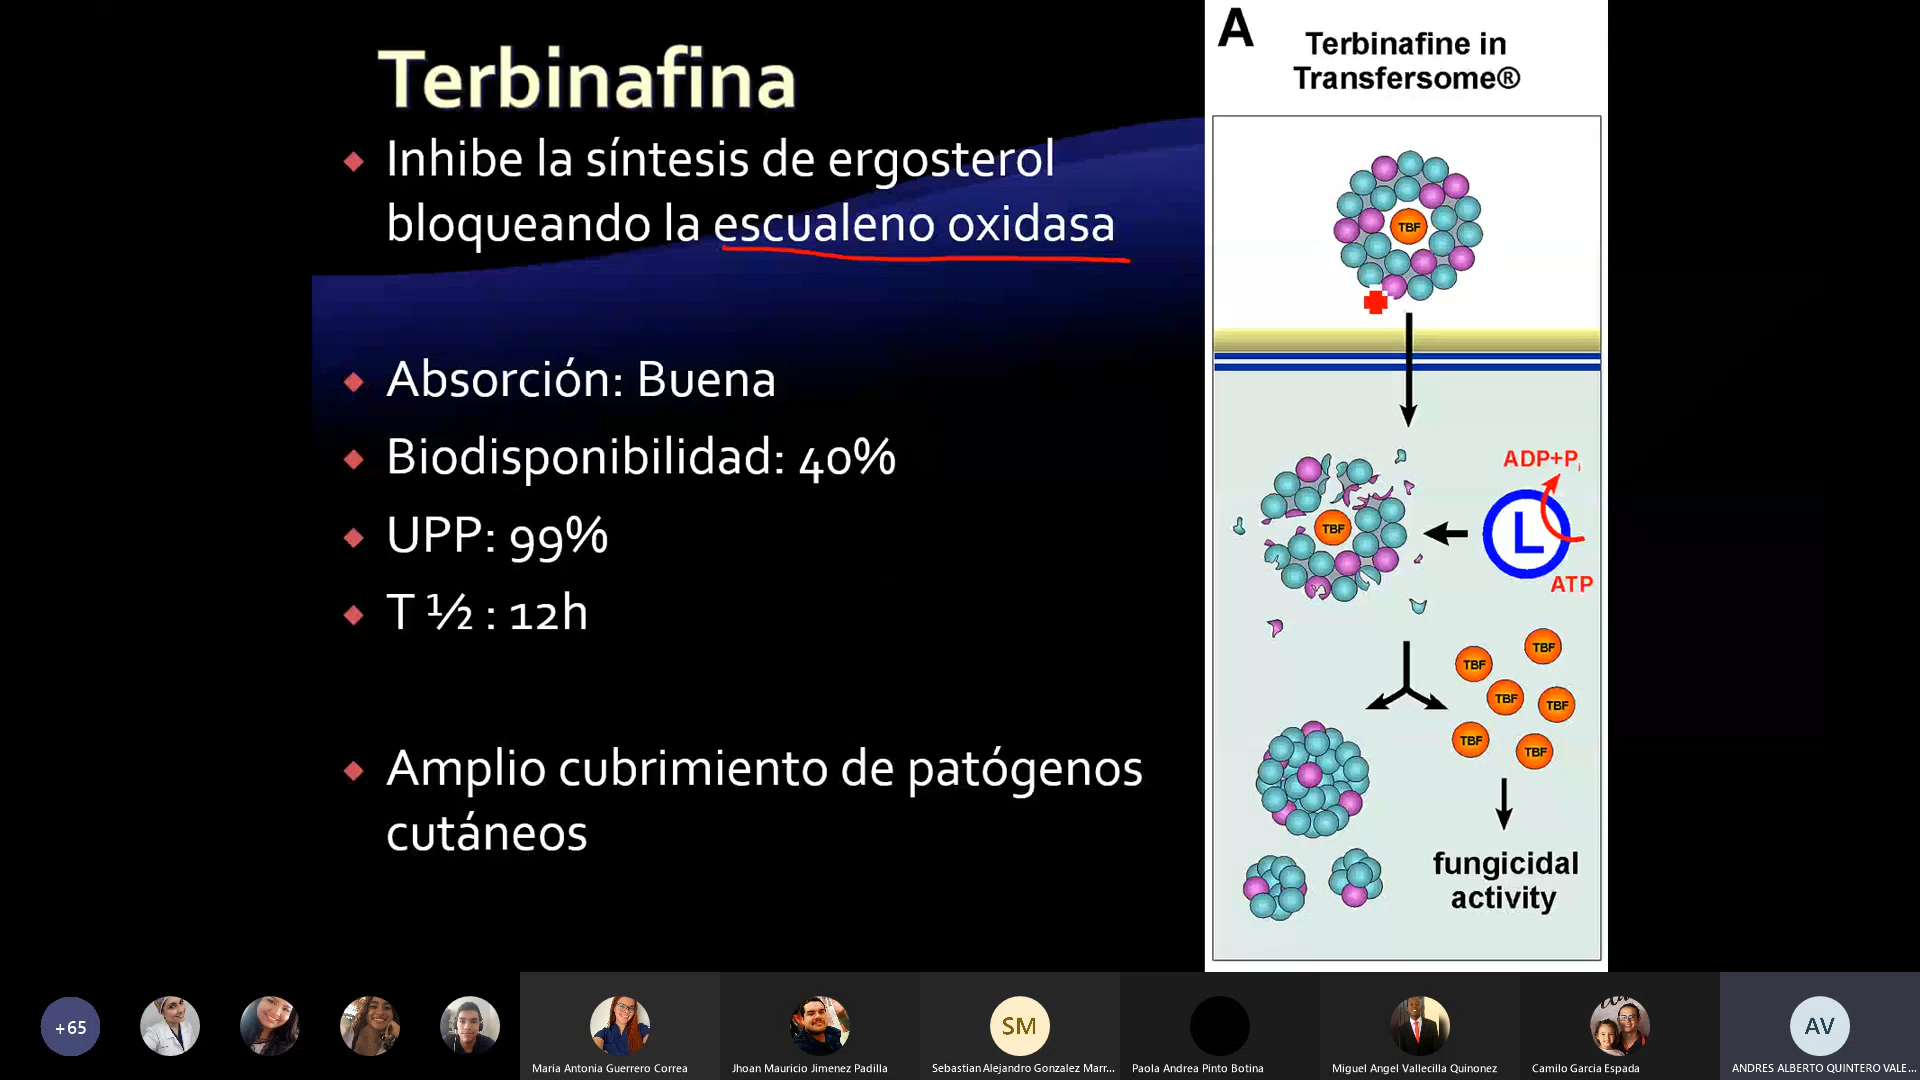 Terbinafina
Inhibe la síntesis de ergosterol
bloqueando la escualeno oxidasa
Absorción: Buena
Biodisponibilidad: 40%
UPP: 99%
T ½ : 12h
Amplio cubrimiento de patógenos
cutáneos
A
Terbinafine in
Transfersome®
TBF
ADP+Pi
TBF
L
ATP
TBF
TBF
TBF
TBF
TBF
TBF
fungicidal
activity
+65
SM
AV
Maria Antonia Guerrero Correa
Jhoan Mauricio Jimenez Padilla
Sebastian Alejandro Gonzalez Marr...
Paola Andrea Pinto Botina
Miguel Angel Vallecilla Quinonez
Camilo Garcia Espada
ANDRES ALBERTO QUINTERO VALE...